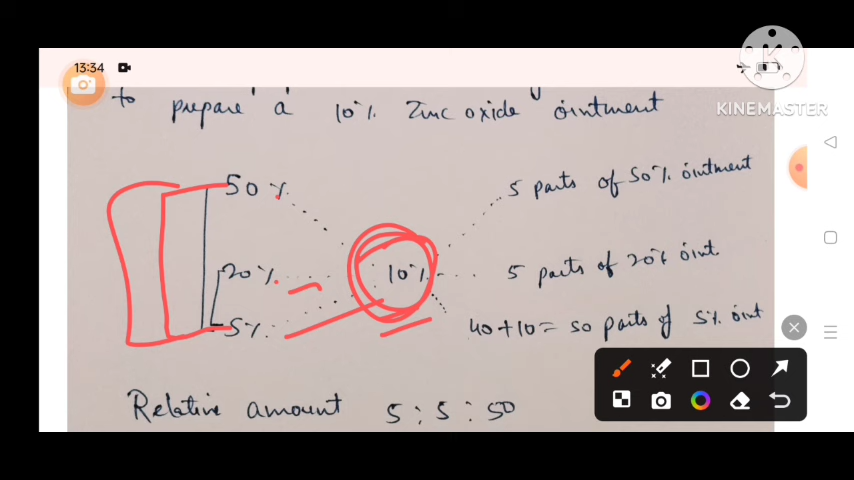 13:34
KINEMASTER
to prepare a 10% Zinc oxide ointment
50%
5 parts of 50% ointment
20%
10%
5 parts of 20% oint
5%
40+10= 50 parts of 5% oint
Relative amount 5:5:50